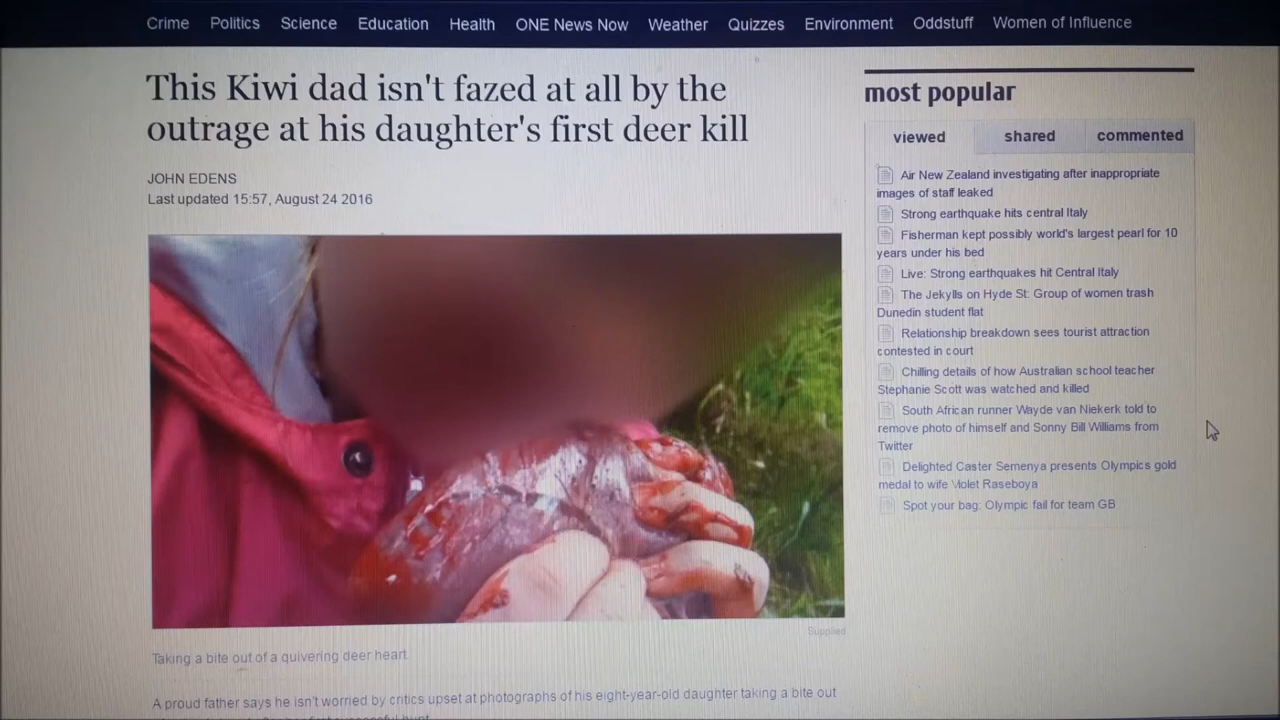 Crime Politics Science Education Health ONE News Now Weather Quizzes Environment Oddstuff Women of Influence
This Kiwi dad isn't fazed at all by the
outrage at his daughter's first deer kill
JOHN EDENS
Last updated 15:57, August 24 2016
Supplied
Taking a bite out of a quivering deer heart
A proud father says he isn't worried by critics upset at photographs of his eight-year-old daughter taking a bite out
most popular
viewed shared commented
Air New Zealand investigating after inappropriate
images of staff leaked
Strong earthquake hits central Italy
Fisherman kept possibly world's largest pearl for 10
years under his bed
Live: Strong earthquakes hit Central Italy
The Jekylls on Hyde St: Group of women trash
Dunedin student flat
Relationship breakdown sees tourist attraction
contested in court
Chilling details of how Australian school teacher
Stephanie Scott was watched and killed
South African runner Wayde van Niekerk told to
remove photo of himself and Sonny Bill Williams from
Twitter
Delighted Caster Semenya presents Olympics gold
medal to wife Violet Raseboya
Spot your bag: Olympic fail for team GB